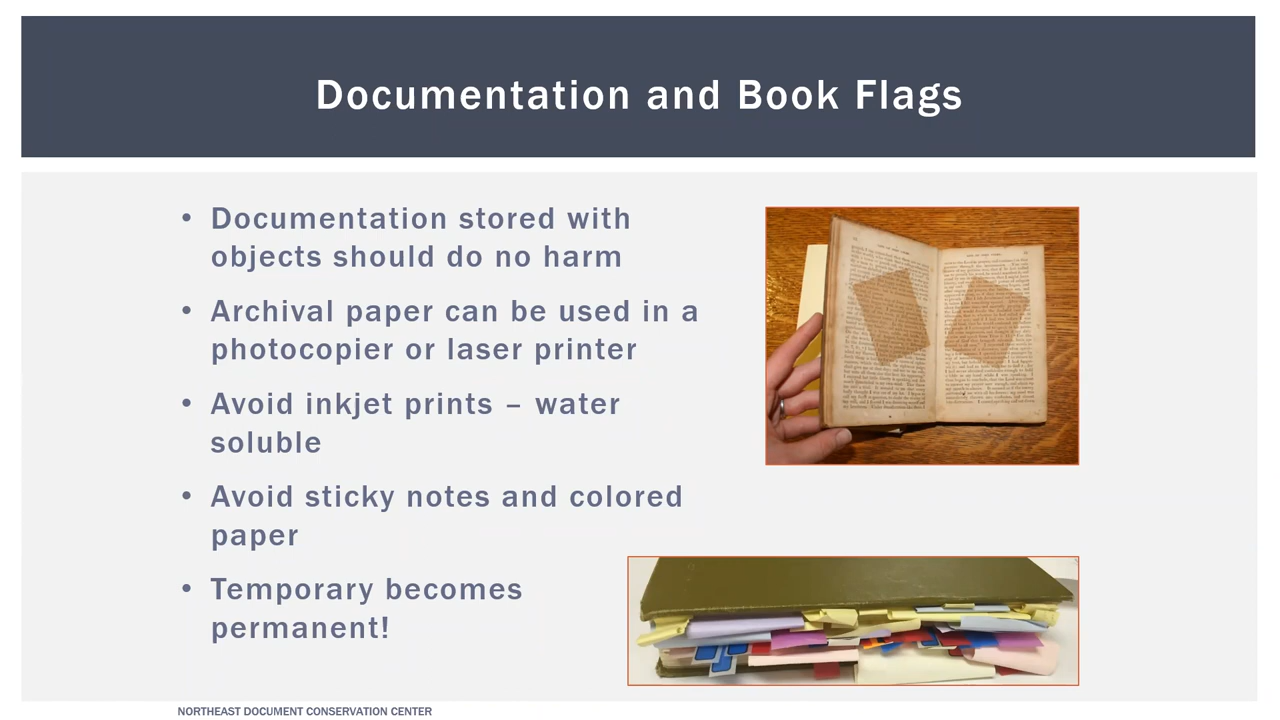 Documentation and Book Flags
• Documentation stored with
objects should do no harm
• Archival paper can be used in a
photocopier or laser printer
• Avoid inkjet prints – water
soluble
• Avoid sticky notes and colored
paper
• Temporary becomes
permanent!
NORTHEAST DOCUMENT CONSERVATION CENTER